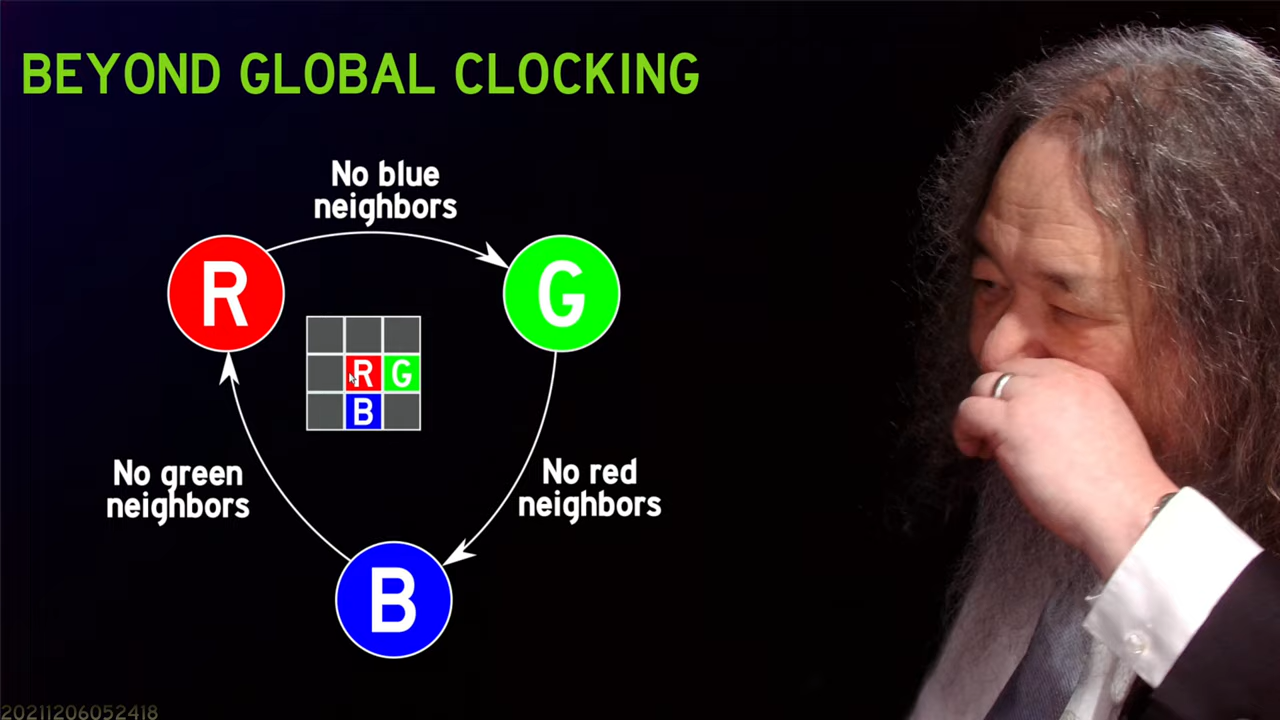 BEYOND GLOBAL CLOCKING
No blue
neighbors
R
G
R G
B
No green
neighbors
No red
neighbors
B
20211206052418